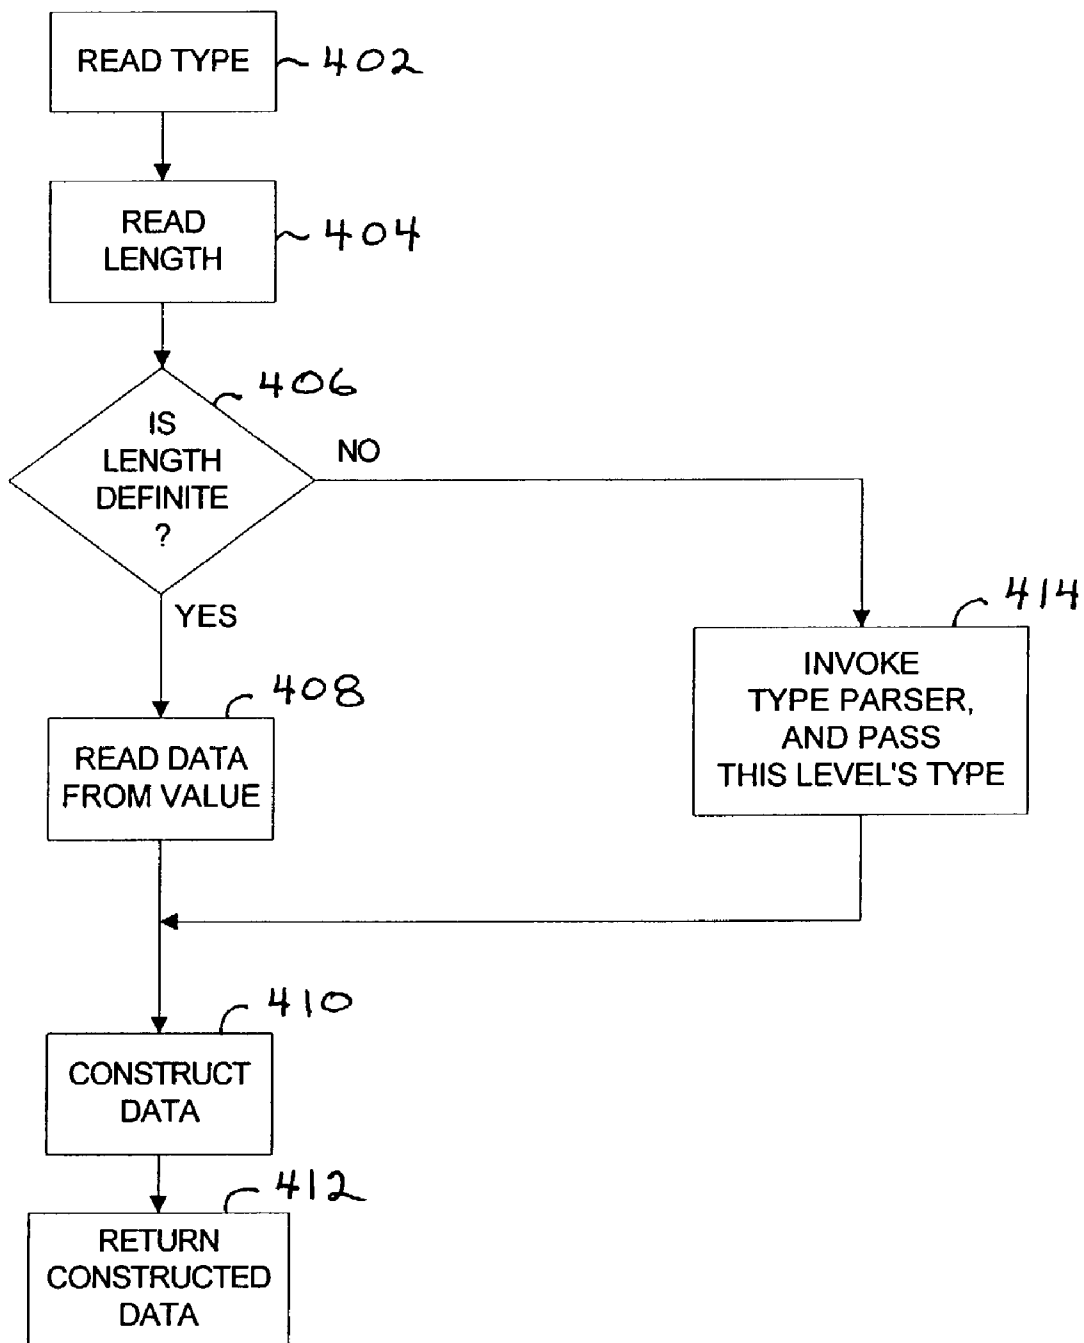 READ TYPE
402
READ
LENGTH
404
406
IS
LENGTH
DEFINITE
?
NO
YES
414
INVOKE
TYPE PARSER,
AND PASS
THIS LEVEL'S TYPE
408
READ DATA
FROM VALUE
410
CONSTRUCT
DATA
412
RETURN
CONSTRUCTED
DATA